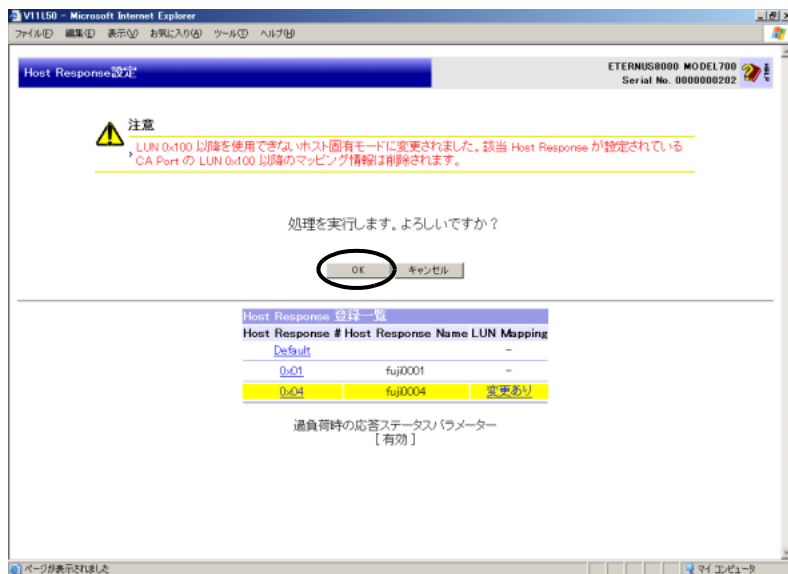 V11L50 - Microsoft Internet Explorer
ファイル(F) 編集(E) 表示(V) お気に入り(A) ツール(T) ヘルプ(H)
Host Response設定
ETERNUS8000 MODEL700
Serial No. 0000000202
注意
LUN 0x100 以降を使用できないホスト固有モードに変更されました。該当 Host Response が設定されている
CA Port の LUN 0x100 以降のマッピング情報は削除されます。
処理を実行します。よろしいですか？
OK キャンセル
Host Response 登録一覧
Host Response # Host Response Name LUN Mapping
Default -
0x01 fuji0001 -
0x04 fuji0004 変更あり
過負荷時の応答ステータスパラメーター
[ 有効 ]
ページが表示されました マイ コンピュータ